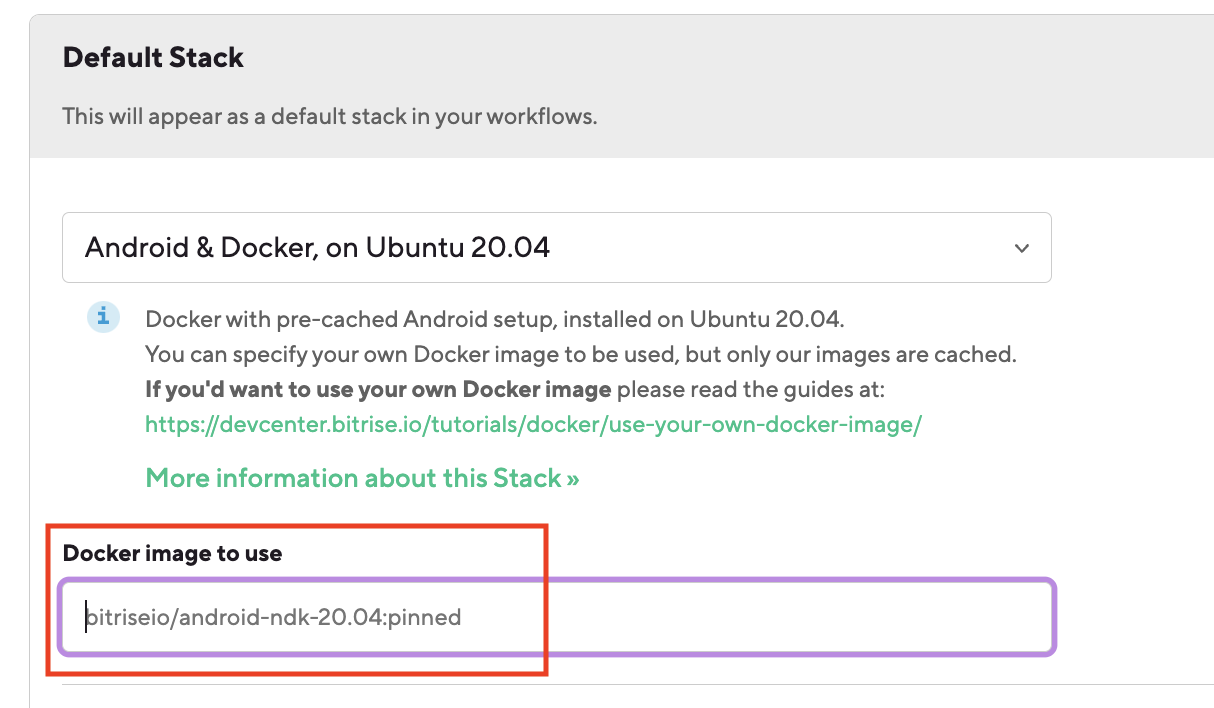 Default Stack
This will appear as a default stack in your workflows.
Android & Docker, on Ubuntu 20.04
Docker with pre-cached Android setup, installed on Ubuntu 20.04.
You can specify your own Docker image to be used, but only our images are cached.
If you'd want to use your own Docker image please read the guides at:
https://devcenter.bitrise.io/tutorials/docker/use-your-own-docker-image/
More information about this Stack »
Docker image to use
bitriseio/android-ndk-20.04:pinned